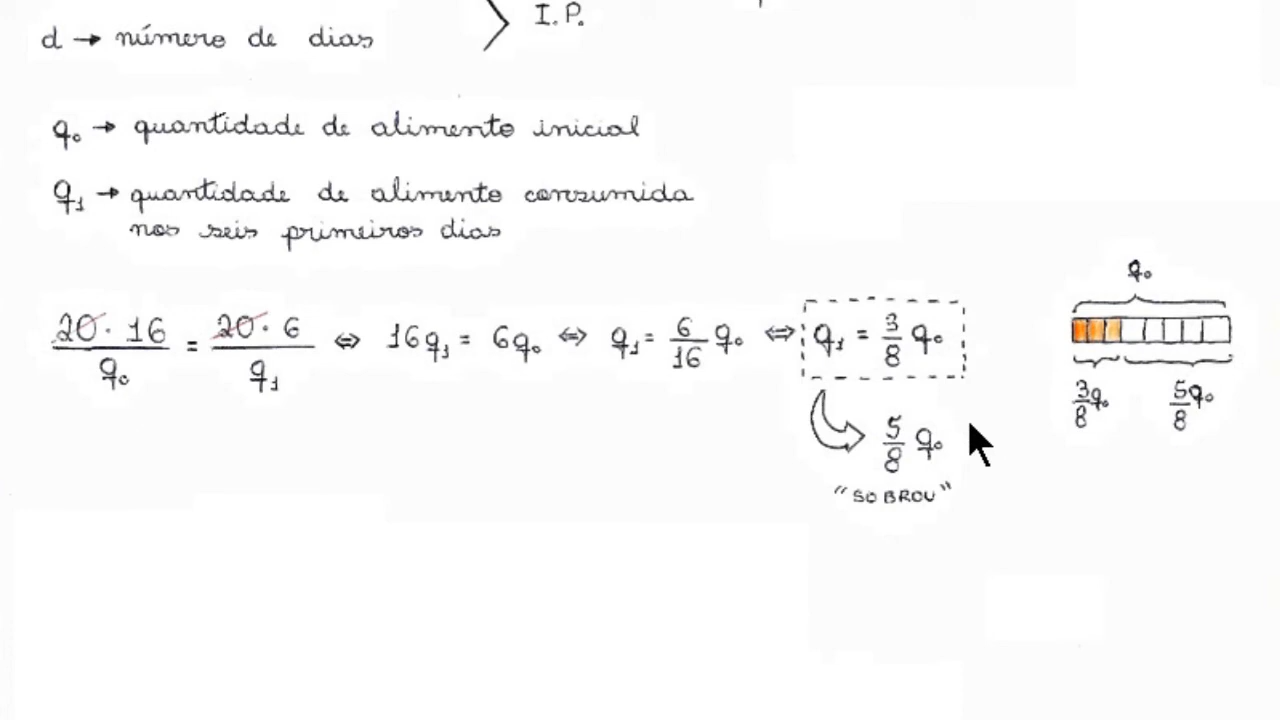 I.P.
d → número de dias
q₀ → quantidade de alimento inicial
q₁ → quantidade de alimento consumida
nos seis primeiros dias
20 · 16 / q₀ = 20 · 6 / q₁ ⇔ 16q₁ = 6q₀ ⇔ q₁ = 6/16 q₀ ⇔ q₁ = 3/8 q₀
5/8 q₀
"SOBROU"
q₀
3/8 q₀ 5/8 q₀